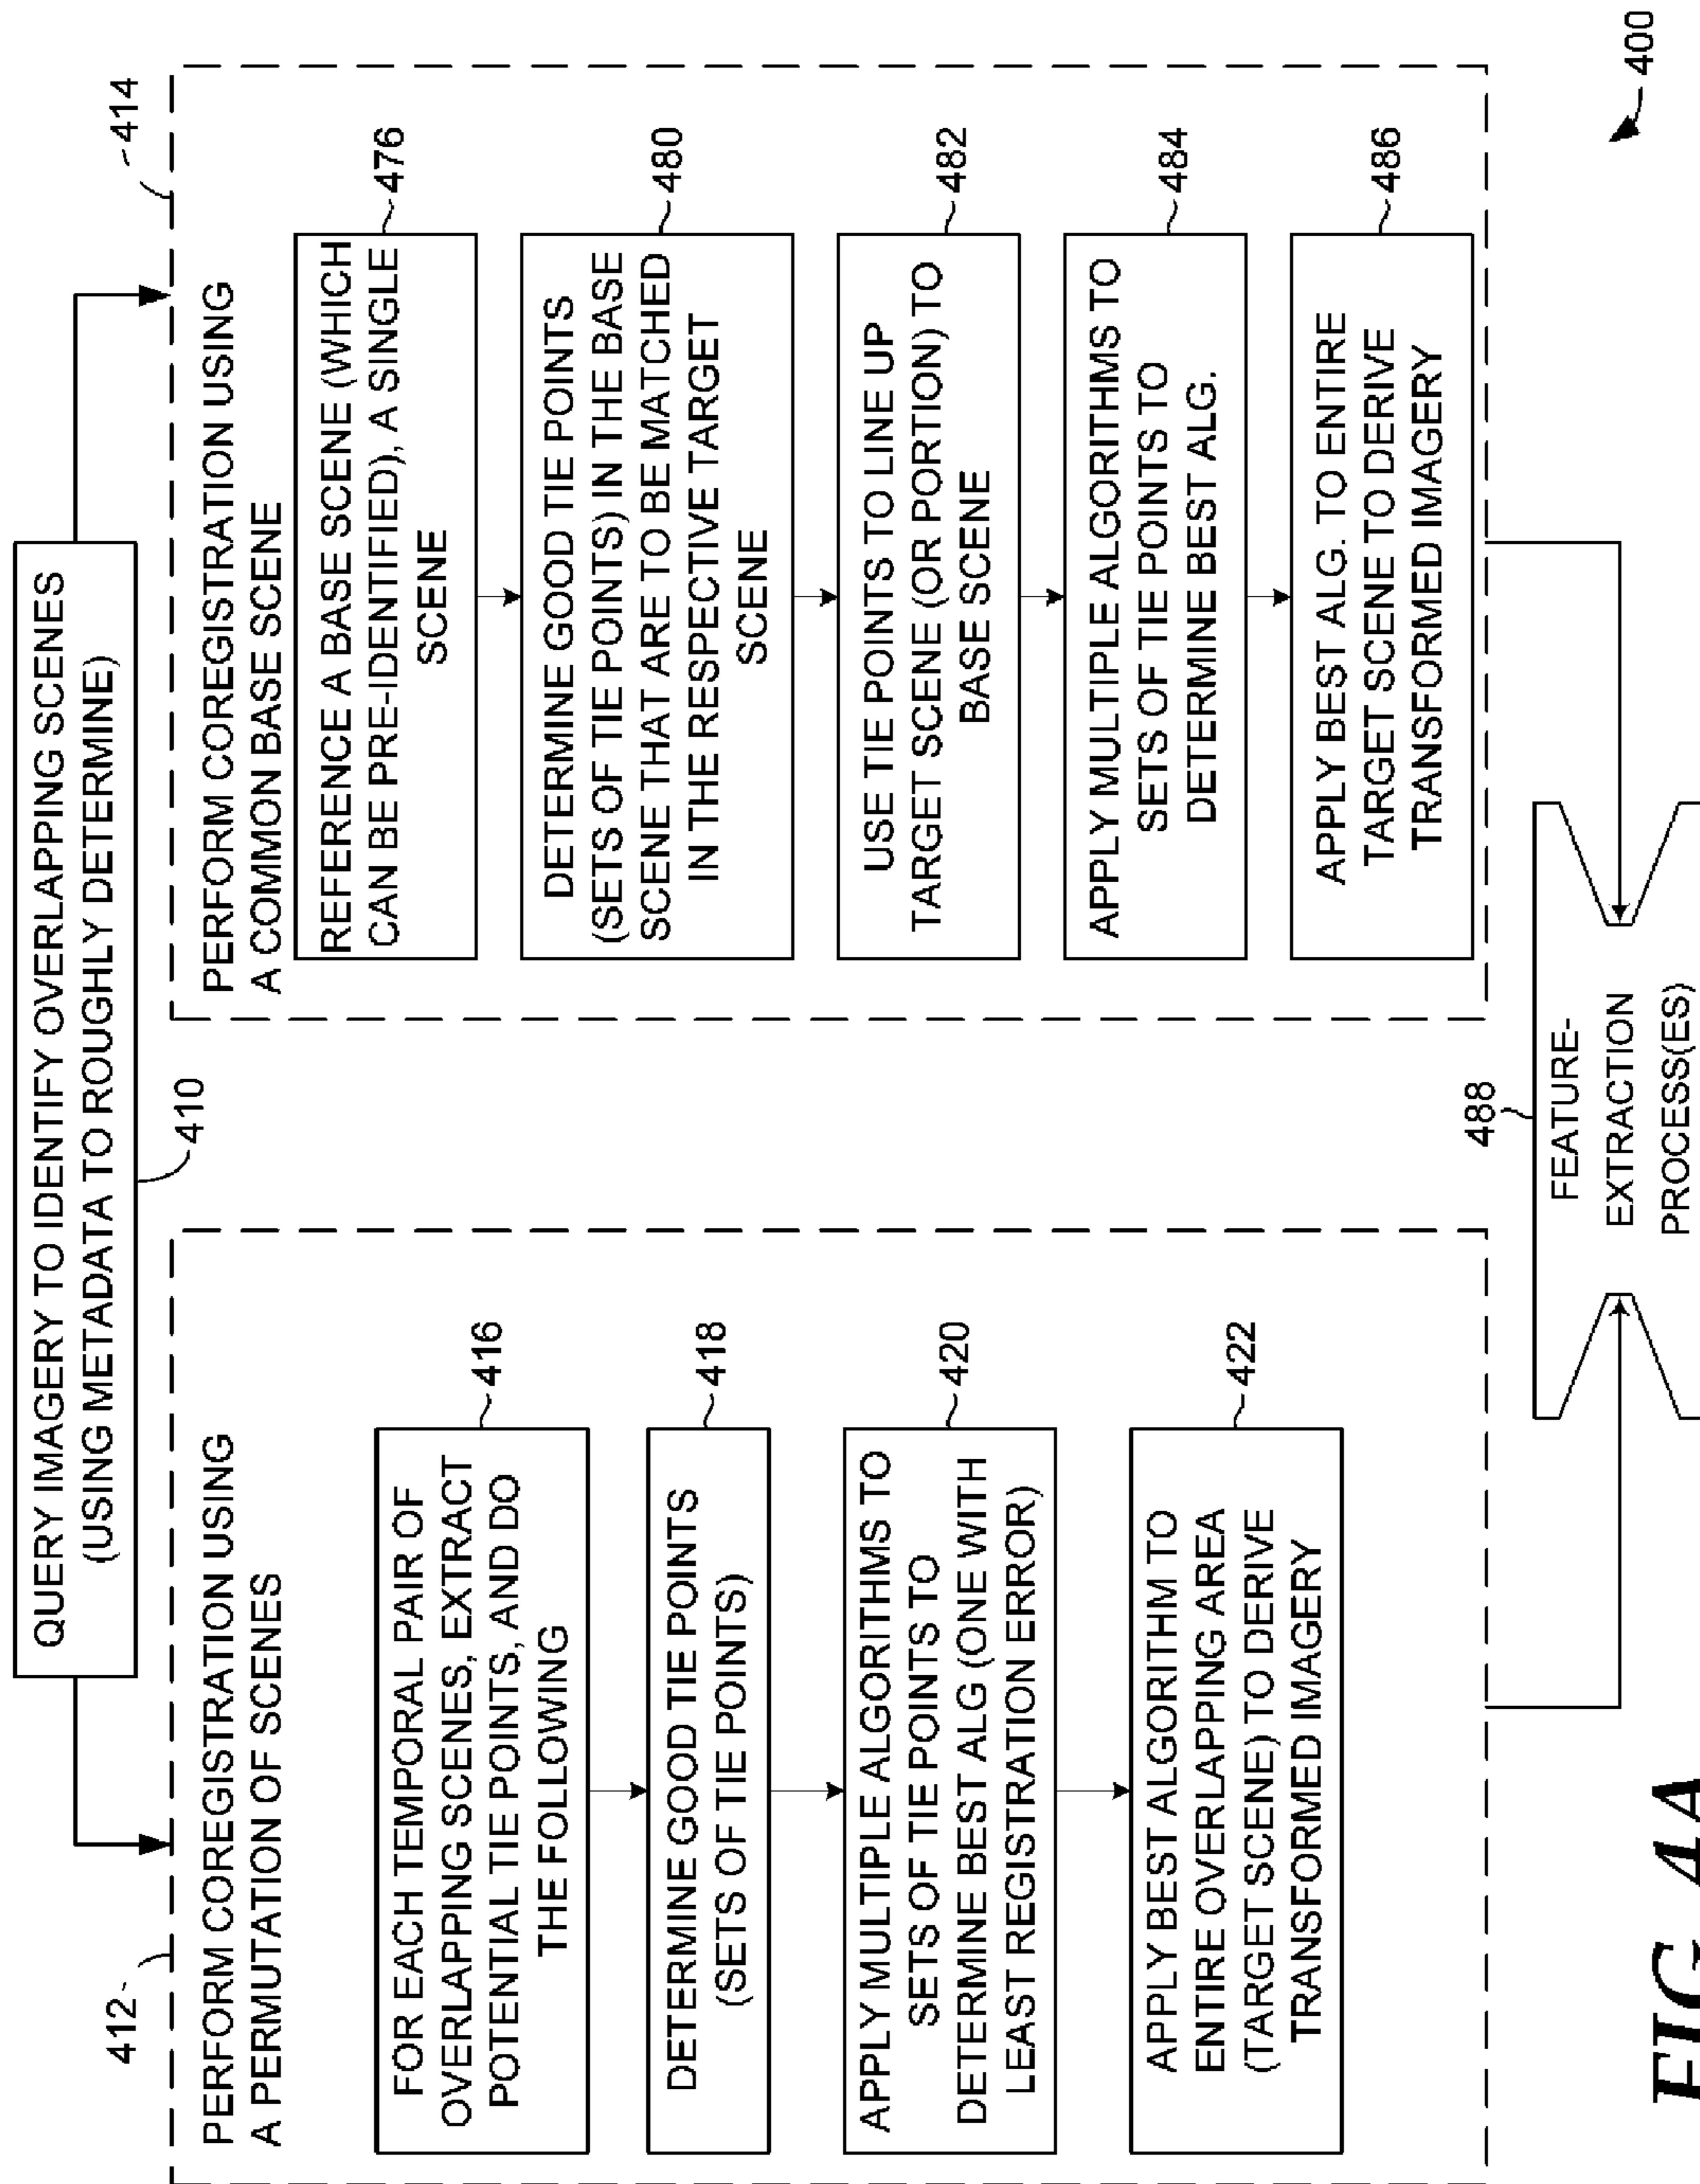 QUERY IMAGERY TO IDENTIFY OVERLAPPING SCENES
(USING METADATA TO ROUGHLY DETERMINE)
410
412
PERFORM COREGISTRATION USING
A PERMUTATION OF SCENES
FOR EACH TEMPORAL PAIR OF
OVERLAPPING SCENES, EXTRACT
POTENTIAL TIE POINTS, AND DO
THE FOLLOWING
416
DETERMINE GOOD TIE POINTS
(SETS OF TIE POINTS)
418
APPLY MULTIPLE ALGORITHMS TO
SETS OF TIE POINTS TO
DETERMINE BEST ALG (ONE WITH
LEAST REGISTRATION ERROR)
420
APPLY BEST ALGORITHM TO
ENTIRE OVERLAPPING AREA
(TARGET SCENE) TO DERIVE
TRANSFORMED IMAGERY
422
414
PERFORM COREGISTRATION USING
A COMMON BASE SCENE
REFERENCE A BASE SCENE (WHICH
CAN BE PRE-IDENTIFIED), A SINGLE
SCENE
476
DETERMINE GOOD TIE POINTS
(SETS OF TIE POINTS) IN THE BASE
SCENE THAT ARE TO BE MATCHED
IN THE RESPECTIVE TARGET
SCENE
480
USE TIE POINTS TO LINE UP
TARGET SCENE (OR PORTION) TO
BASE SCENE
482
APPLY MULTIPLE ALGORITHMS TO
SETS OF TIE POINTS TO
DETERMINE BEST ALG.
484
APPLY BEST ALG. TO ENTIRE
TARGET SCENE TO DERIVE
TRANSFORMED IMAGERY
486
488
FEATURE-
EXTRACTION
PROCESS(ES)
400
FIG 4A